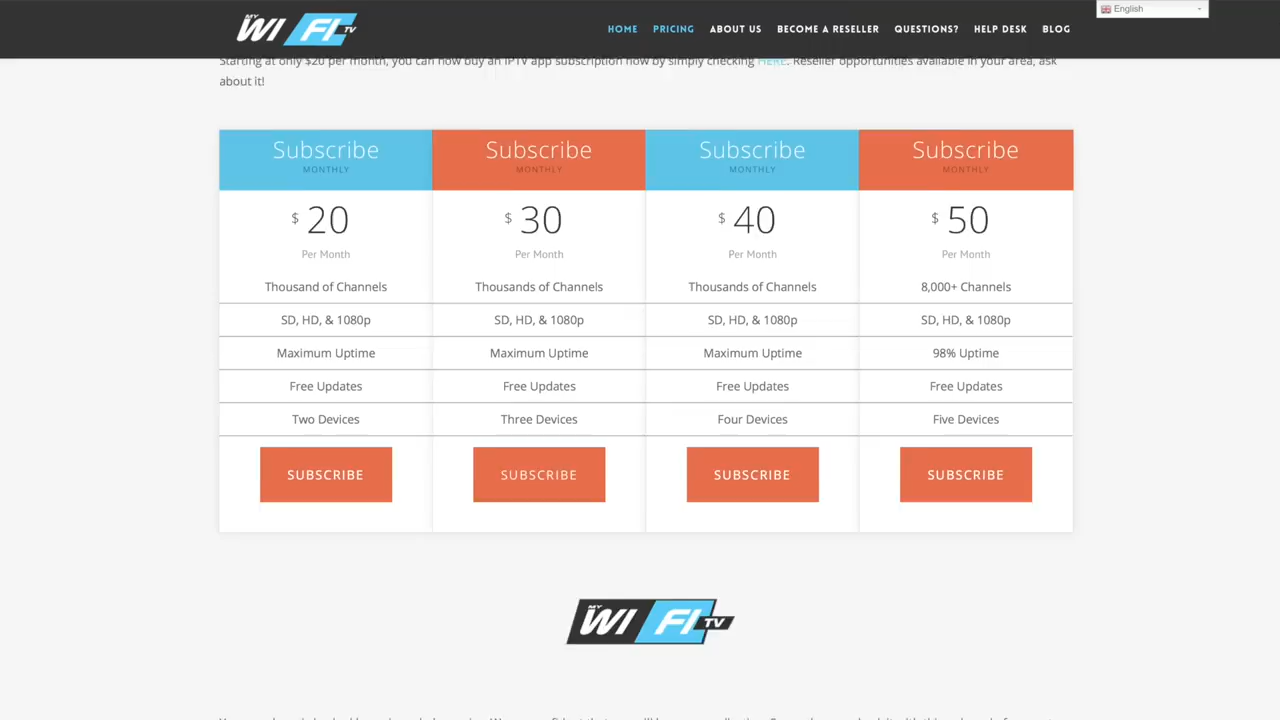 MY WI FI TV
HOME PRICING ABOUT US BECOME A RESELLER QUESTIONS? HELP DESK BLOG
English
Starting at only $20 per month, you can now buy an IPTV app subscription now by simply checking HERE. Reseller opportunities available in your area, ask
about it!
Subscribe Subscribe Subscribe Subscribe
MONTHLY MONTHLY MONTHLY MONTHLY
$ 20 $ 30 $ 40 $ 50
Per Month Per Month Per Month Per Month
Thousand of Channels Thousands of Channels Thousands of Channels 8,000+ Channels
SD, HD, & 1080p SD, HD, & 1080p SD, HD, & 1080p SD, HD, & 1080p
Maximum Uptime Maximum Uptime Maximum Uptime 98% Uptime
Free Updates Free Updates Free Updates Free Updates
Two Devices Three Devices Four Devices Five Devices
SUBSCRIBE SUBSCRIBE SUBSCRIBE SUBSCRIBE
MY WI FI TV